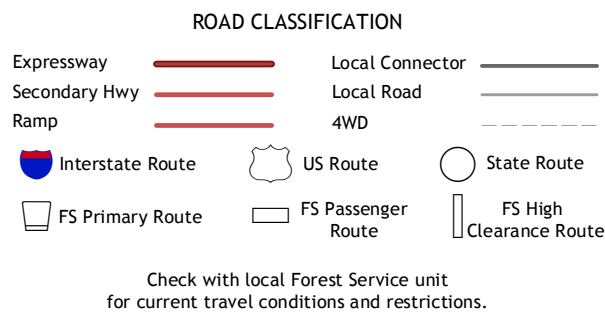 ROAD CLASSIFICATION
Expressway
Local Connector
Secondary Hwy
Local Road
Ramp
4WD
Interstate Route
US Route
State Route
FS Primary Route
FS Passenger
Route
FS High
Clearance Route
Check with local Forest Service unit
for current travel conditions and restrictions.